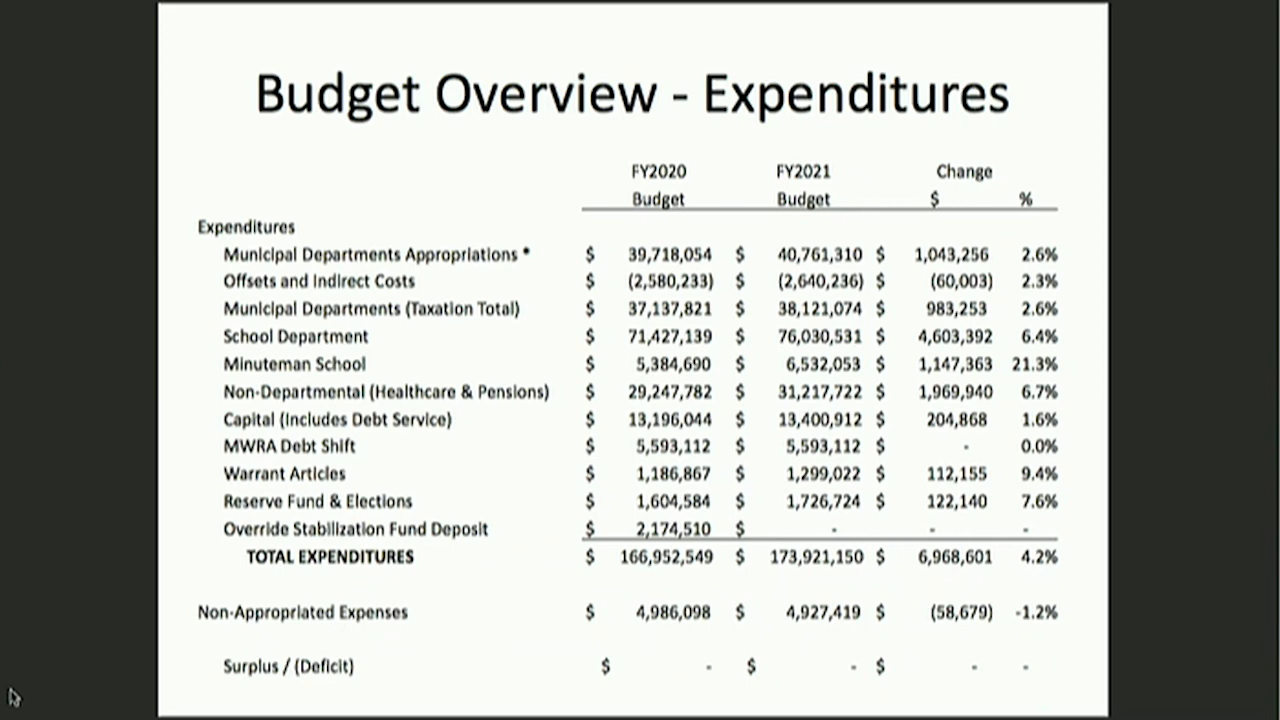 Budget Overview - Expenditures
FY2020 FY2021 Change
Budget Budget $ %
Expenditures
Municipal Departments Appropriations * $ 39,718,054 $ 40,761,310 $ 1,043,256 2.6%
Offsets and Indirect Costs $ (2,580,233) $ (2,640,236) $ (60,003) 2.3%
Municipal Departments (Taxation Total) $ 37,137,821 $ 38,121,074 $ 983,253 2.6%
School Department $ 71,427,139 $ 76,030,531 $ 4,603,392 6.4%
Minuteman School $ 5,384,690 $ 6,532,053 $ 1,147,363 21.3%
Non-Departmental (Healthcare & Pensions) $ 29,247,782 $ 31,217,722 $ 1,969,940 6.7%
Capital (Includes Debt Service) $ 13,196,044 $ 13,400,912 $ 204,868 1.6%
MWRA Debt Shift $ 5,593,112 $ 5,593,112 $ - 0.0%
Warrant Articles $ 1,186,867 $ 1,299,022 $ 112,155 9.4%
Reserve Fund & Elections $ 1,604,584 $ 1,726,724 $ 122,140 7.6%
Override Stabilization Fund Deposit $ 2,174,510 $ - - -
TOTAL EXPENDITURES $ 166,952,549 $ 173,921,150 $ 6,968,601 4.2%
Non-Appropriated Expenses $ 4,986,098 $ 4,927,419 $ (58,679) -1.2%
Surplus / (Deficit) $ - $ - $ - -